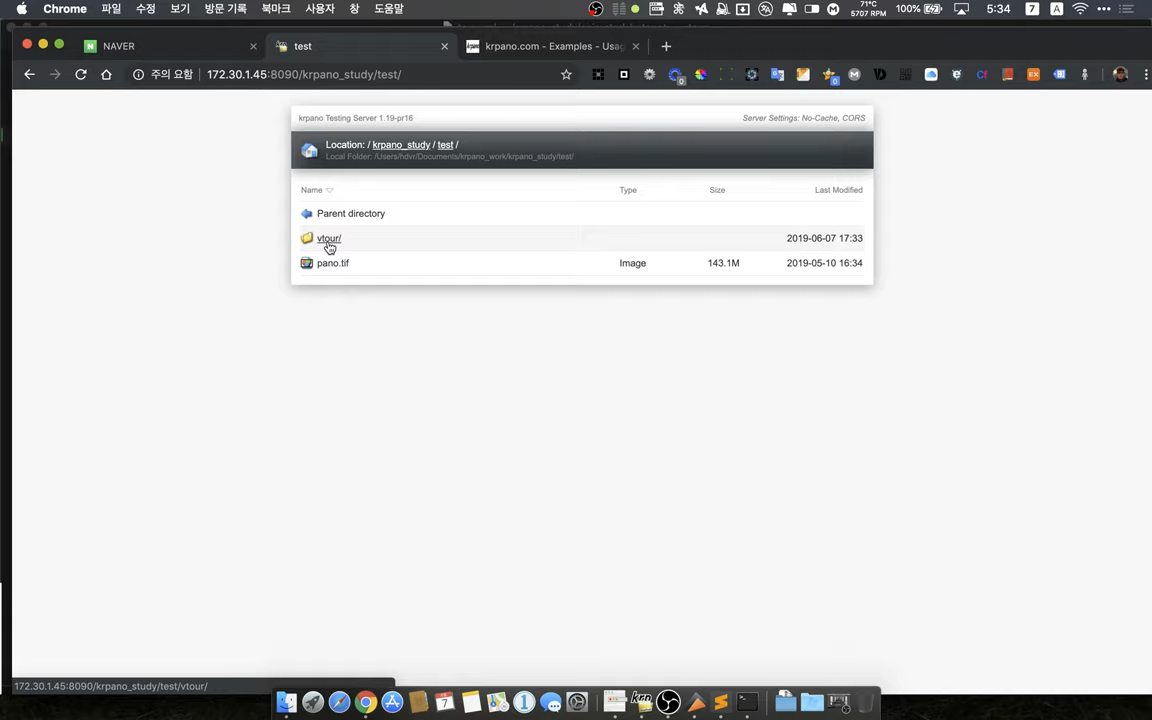 Chrome 파일 수정 보기 방문 기록 북마크 사용자 창 도움말 71°C 5707 RPM 100% 5:34
NAVER test krpano.com - Examples - Usag
주의 요함 172.30.1.45:8090/krpano_study/test/
krpano Testing Server 1.19-pr16 Server Settings: No-Cache, CORS
Location: / krpano_study / test /
Local Folder: /Users/hdvr/Documents/krpano_work/krpano_study/test/
Name Type Size Last Modified
Parent directory
vtour/ 2019-06-07 17:33
pano.tif Image 143.1M 2019-05-10 16:34
172.30.1.45:8090/krpano_study/test/vtour/